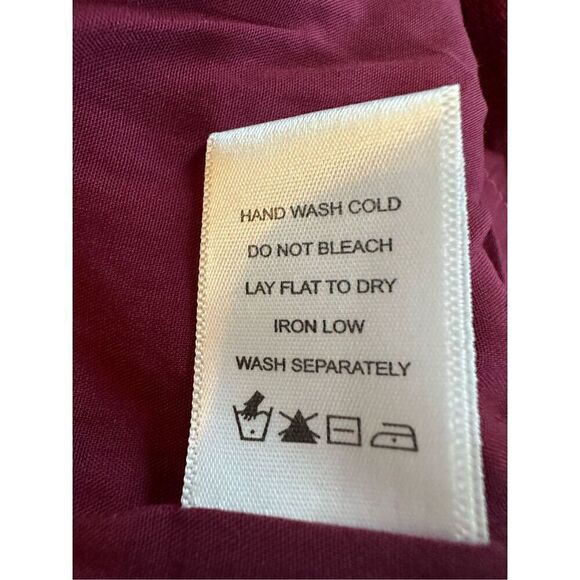 HAND WASH COLD
DO NOT BLEACH
LAY FLAT TO DRY
IRON LOW
WASH SEPARATELY